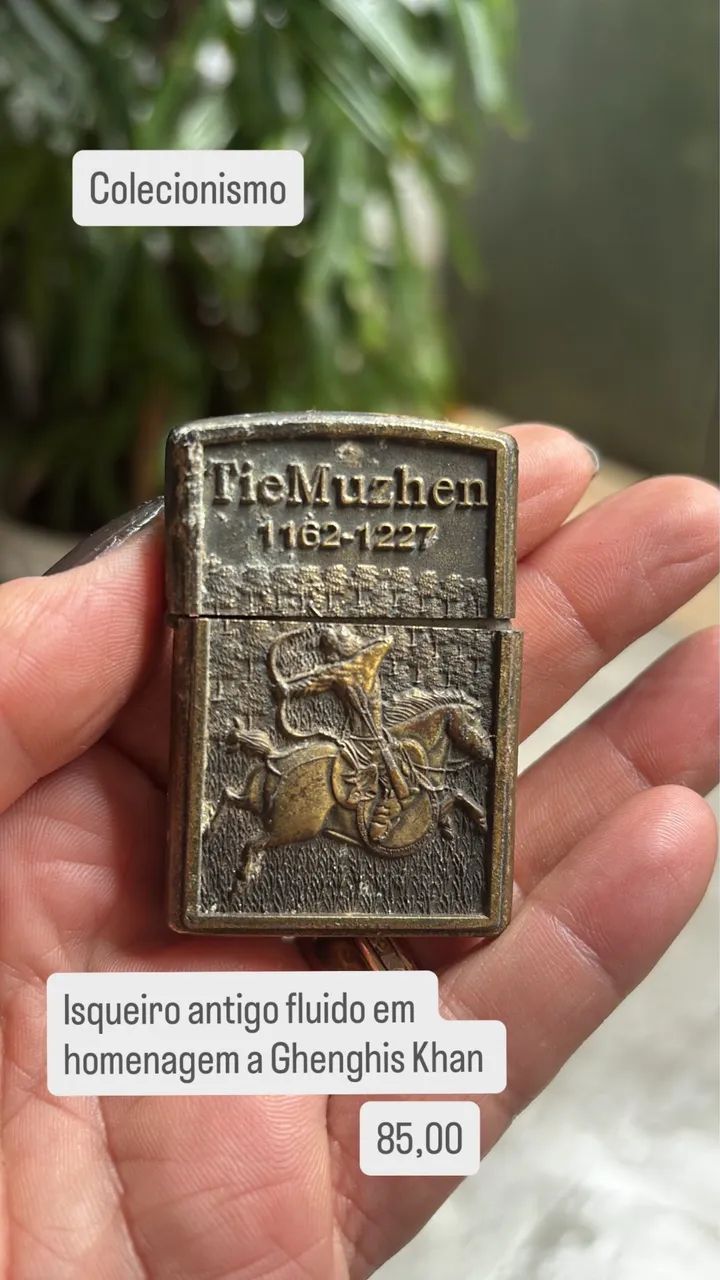 Colecionismo
TieMuzhen
1162-1227
Isqueiro antigo fluido em
homenagem a Ghenghis Khan
85,00